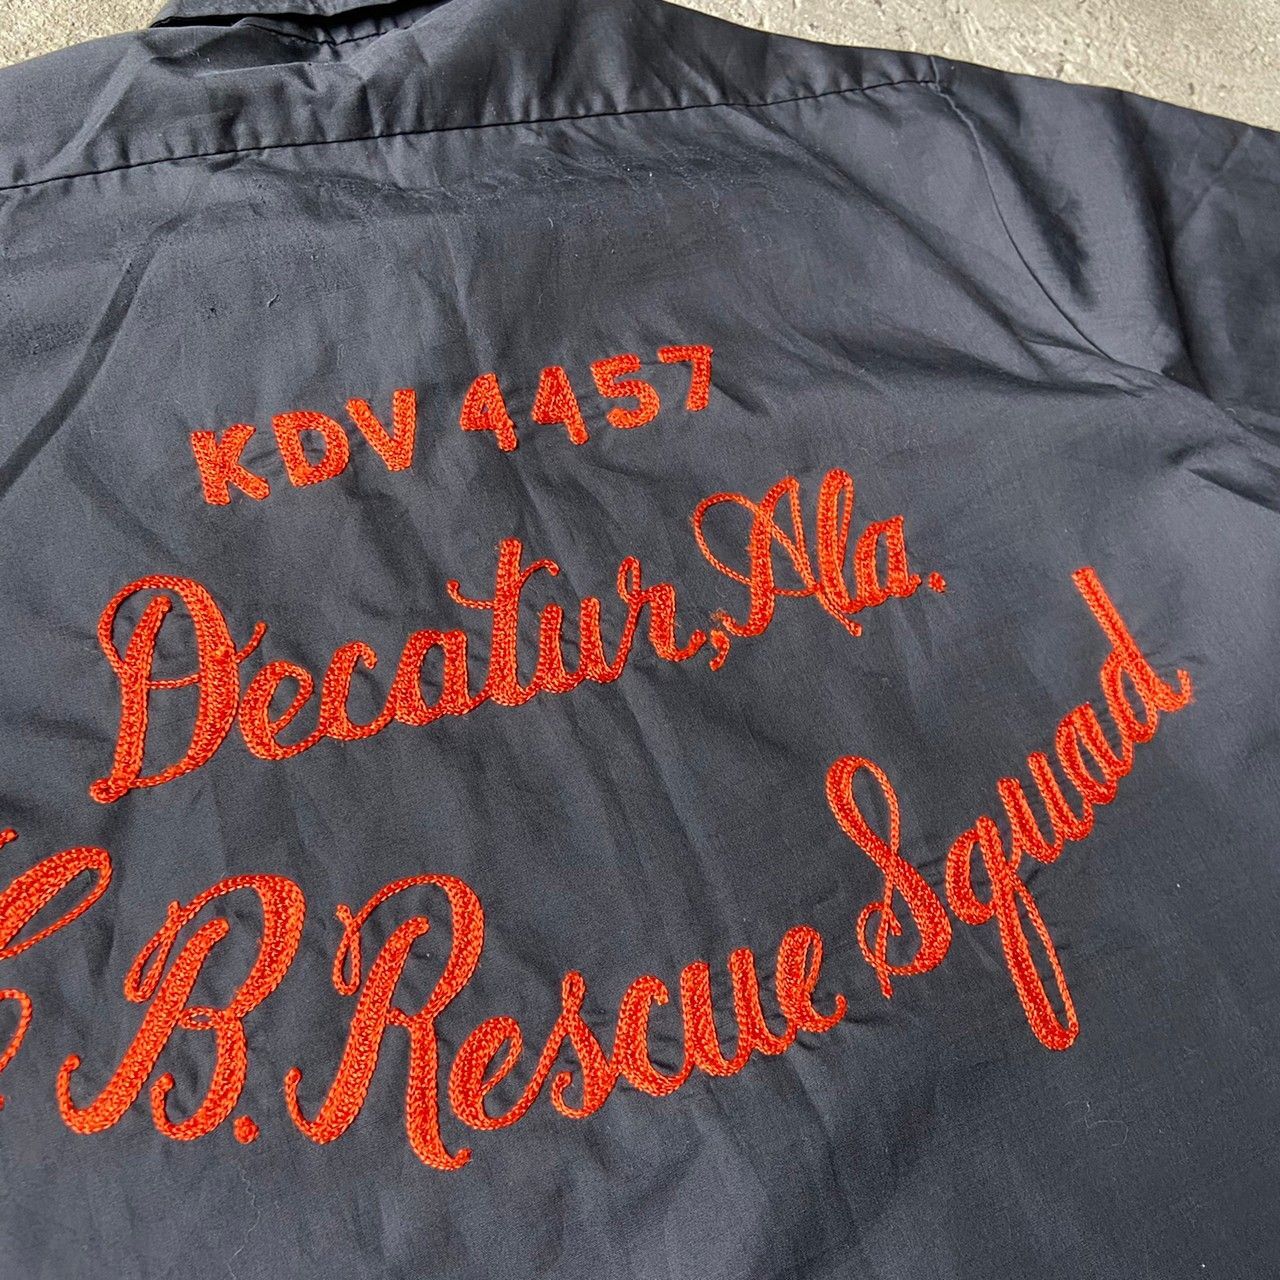 KDV 4457
Decatur, Ala.
B. Rescue Squad